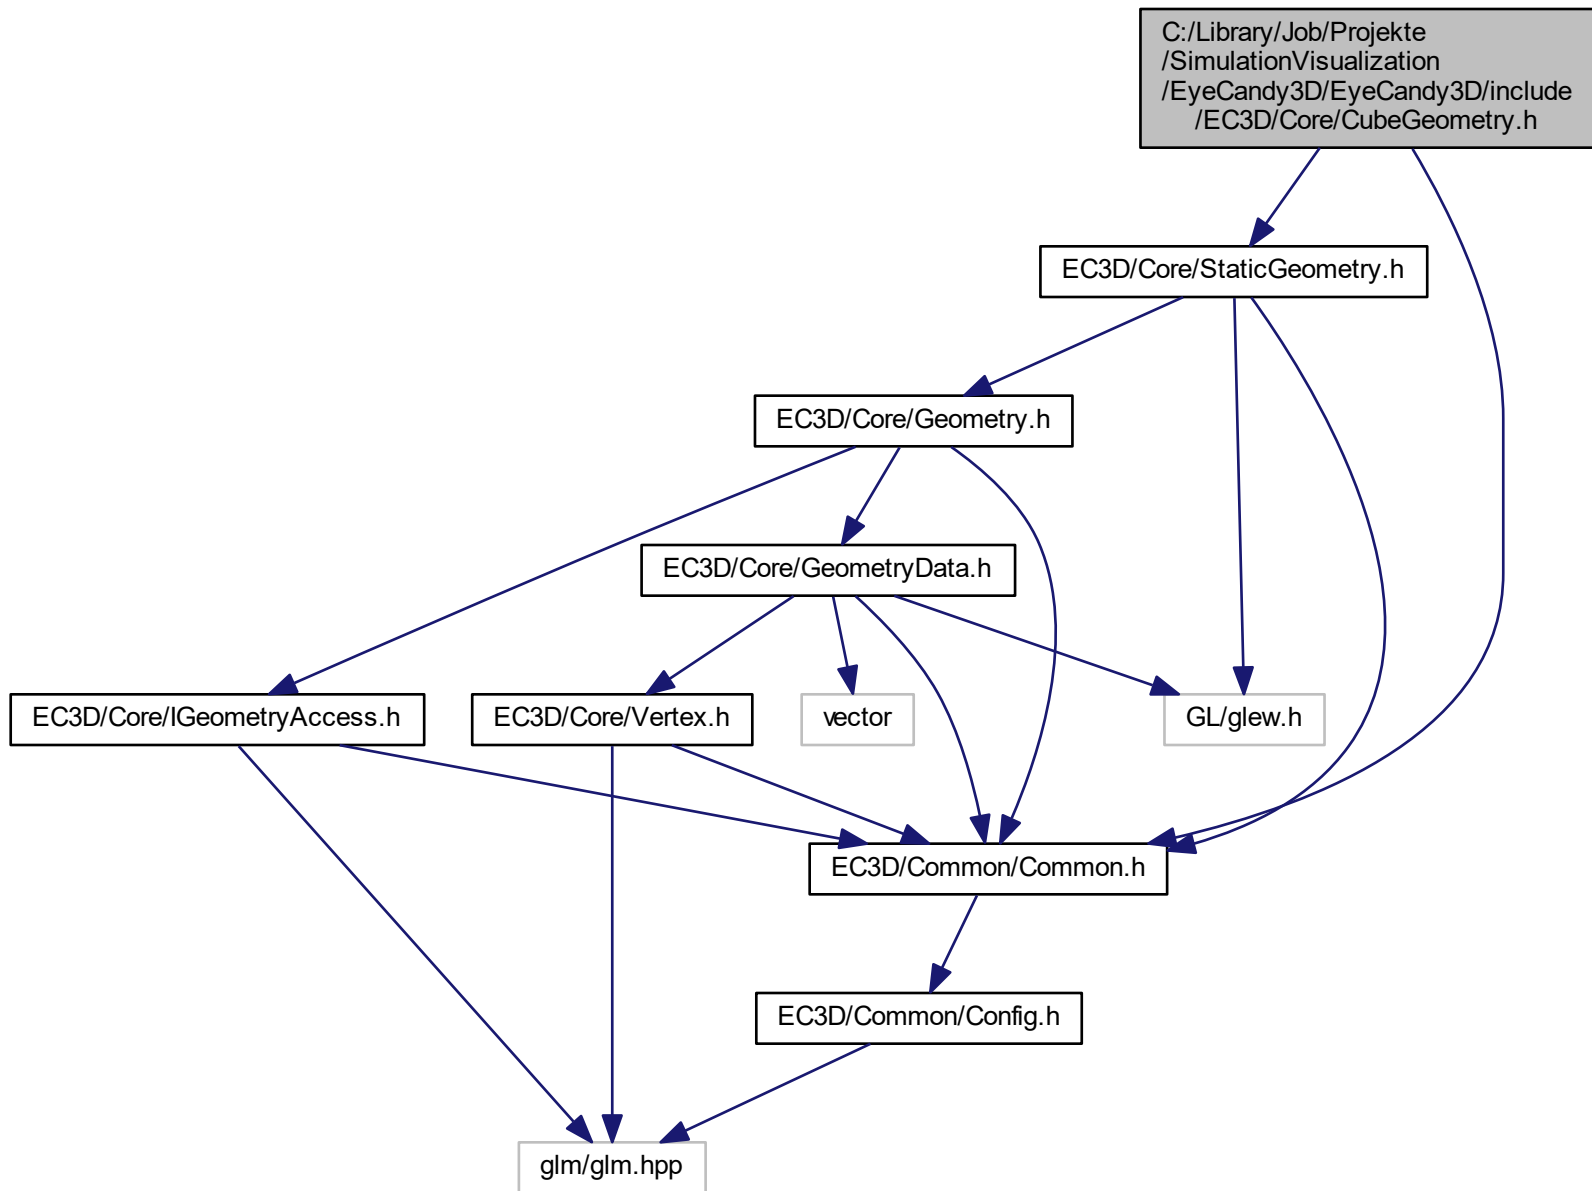 C:/Library/Job/Projekte
/SimulationVisualization
/EyeCandy3D/EyeCandy3D/include
/EC3D/Core/CubeGeometry.h
EC3D/Core/StaticGeometry.h
EC3D/Core/Geometry.h
EC3D/Core/GeometryData.h
EC3D/Core/IGeometryAccess.h
EC3D/Core/Vertex.h
vector
GL/glew.h
EC3D/Common/Common.h
EC3D/Common/Config.h
glm/glm.hpp